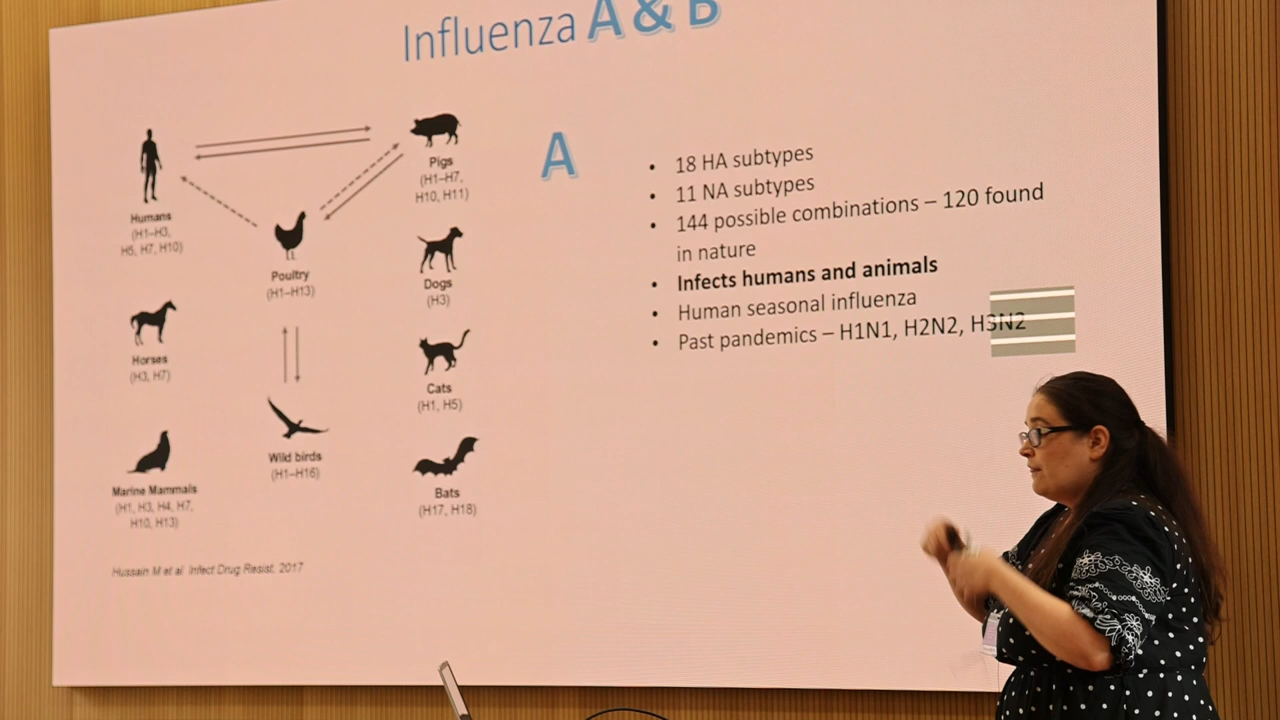 Influenza A & B
Humans
(H1–H3,
H5, H7, H10)
Pigs
(H1–H7,
H10, H11)
Poultry
(H1–H13)
Dogs
(H3)
Horses
(H3, H7)
Cats
(H1, H5)
Wild birds
(H1–H16)
Marine Mammals
(H1, H3, H4, H7,
H10, H13)
Bats
(H17, H18)
Hussain M et al Infect Drug Resist. 2017
A
• 18 HA subtypes
• 11 NA subtypes
• 144 possible combinations – 120 found
in nature
• Infects humans and animals
• Human seasonal influenza
• Past pandemics – H1N1, H2N2, H3N2